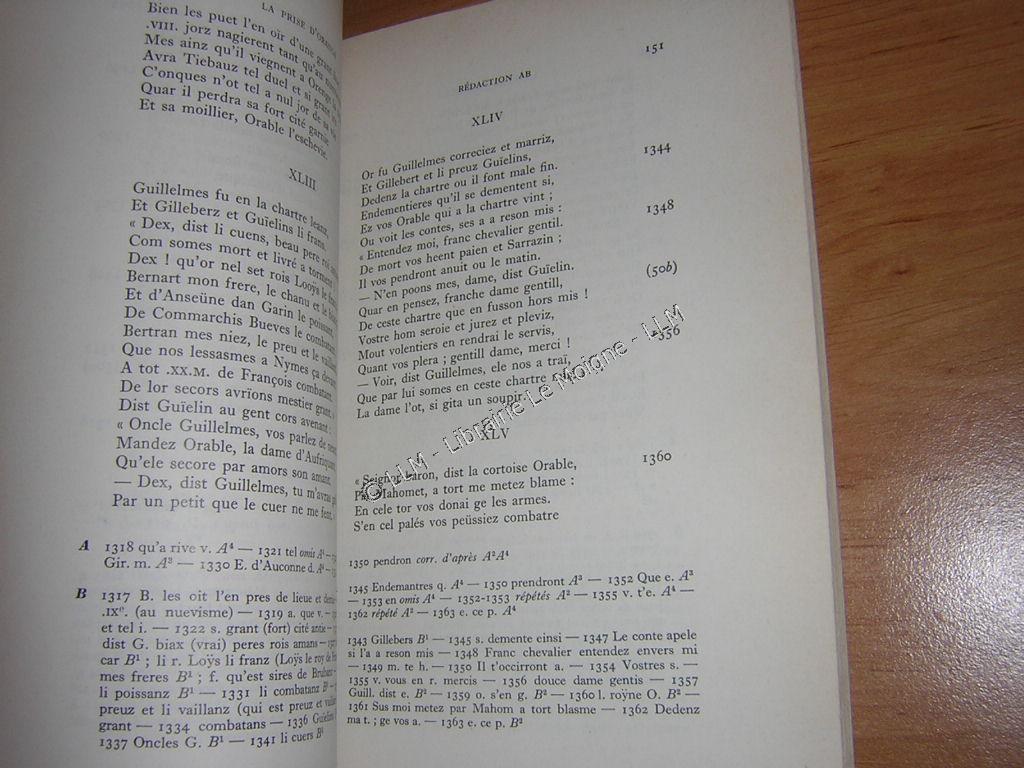 LA PRISE D'ORANGE
Bien les puet l'en oir d'une
.VIII. jorz nagierent tant qu'au
Mes ainz qu'il viegnent a Orenge
Avra Tiebauz tel duel et si grant
C'onques n'ot tel a nul jor de sa vie
Quar il perdra sa fort cité garnie
Et sa moillier, Orable l'eschevie.
XLIII
Guillelmes fu en la chartre leanz,
Et Gilleberz et Guïelins li frans.
« Dex, dist li cuens, beau pere roi
Com somes mort et livré a torment
Dex ! qu'or nel set rois Looÿs le
Bernart mon frere, le chanu et le
Et d'Anseüne dan Garin le poissant
De Commarchis Bueves le combatant
Bertran mes niez, le preu et le
Que nos lessasmes a Nymes ça
A tot .XX.M. de François combatant.
De lor secors avrïons mestier grant. »
Dist Guïelin au gent cors avenant :
« Oncle Guillelmes, vos parlez de
Mandez Orable, la dame d'Aufriquant
Qu'ele secore par amors son amant.
— Dex, dist Guillelmes, tu m'avras
Par un petit que le cuer ne me fent.
A 1318 qu'a rive v. A⁴ — 1321 tel omis A¹
Gir. m. A³ — 1330 E. d'Auconne d. A⁴
B 1317 B. les oit l'en pres de lieue et
.IXᵉ. (au nuevisme) — 1319 a. que v. —
et tel i. — 1322 s. grant (fort) cité antie
dist G. biax (vrai) peres rois amans
car B¹ ; li r. Loÿs li franz (Loÿs le roy de
mes freres B¹ ; f. qu'est sires de
li poissanz B¹ — 1331 li combatanz B¹
preuz et li vaillanz (qui est preuz et
grant — 1334 combatans — 1336
1337 Oncles G. B¹ — 1341 li cuers B¹
151
RÉDACTION AB
XLIV
Or fu Guillelmes correciez et marriz,
Et Gillebert et li preuz Guïelins, 1344
Dedenz la chartre ou il font male fin.
Endementieres qu'il se dementent si,
Ez vos Orable qui a la chartre vint ;
Ou voit les contes, ses a a reson mis : 1348
« Entendez moi, franc chevalier gentil.
De mort vos heent paien et Sarrazin ;
Il vos pendront anuit ou le matin.
— N'en poons mes, dame, dist Guïelin. (50b)
Quar en pensez, franche dame gentill,
De ceste chartre que en fusson hors mis !
Vostre hom seroie et jurez et pleviz,
Mout volentiers en rendrai le servis, 1356
Quant vos plera ; gentill dame, merci !
— Voir, dist Guillelmes, ele nos a traï,
Que par lui somes en ceste chartre mis. »
La dame l'ot, si gita un soupir.
XLV
« Seignor baron, dist la cortoise Orable, 1360
Par Mahomet, a tort me metez blame :
En cele tor vos donai ge les armes.
S'en cel palés vos peüssiez combatre
1350 pendron corr. d'après A²A⁴
1345 Endemantres q. A⁴ — 1350 prendront A³ — 1352 Que e. A³
— 1353 en omis A⁴ — 1352-1353 répétés A² — 1355 v. t'e. A⁴ —
1362 répété A² — 1363 e. ce p. A⁴
1343 Gillebers B¹ — 1345 s. demente einsi — 1347 Le conte apele
si l'a a reson mis — 1348 Franc chevalier entendez envers mi
— 1349 m. te h. — 1350 Il t'occirront a. — 1354 Vostres s. —
1355 v. vous en r. mercis — 1356 douce dame gentis — 1357
Guill. dist e. B² — 1359 o. s'en g. B² — 1360 l. roÿne O. B² —
1361 Sus moi metez par Mahom a tort blasme — 1362 Dedenz
ma t. ; ge vos a. — 1363 e. ce p. B²
© LLM - Librairie Le Moigne - LLM